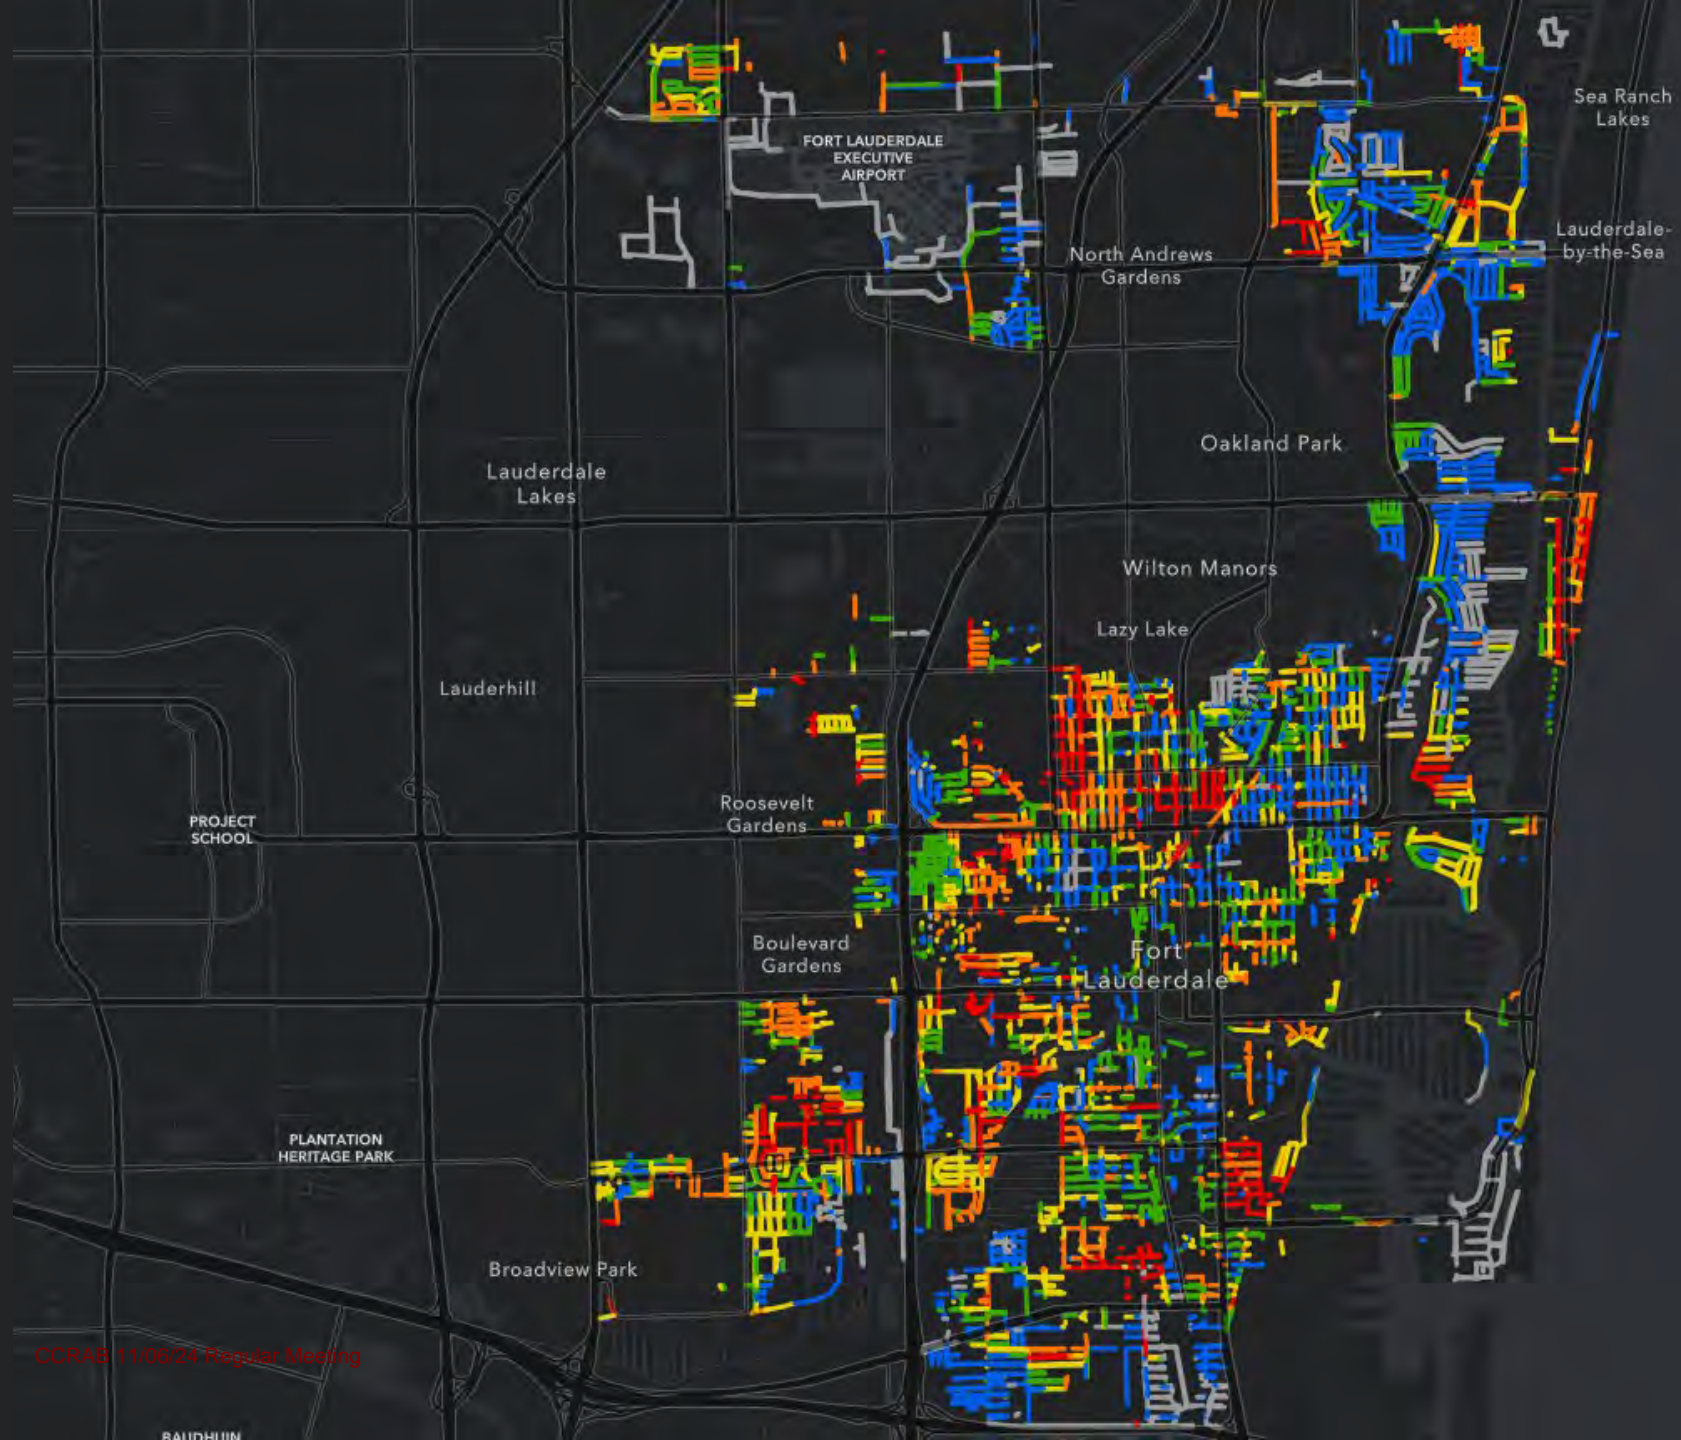 Sea Ranch
Lakes
FORT LAUDERDALE
EXECUTIVE
AIRPORT
Lauderdale-
by-the-Sea
North Andrews
Gardens
Oakland Park
Lauderdale
Lakes
Wilton Manors
Lazy Lake
Lauderhill
Roosevelt
Gardens
PROJECT
SCHOOL
Boulevard
Gardens
Fort
Lauderdale
PLANTATION
HERITAGE PARK
Broadview Park
CCRAB 11/06/24 Regular Meeting
BAUDHUIN